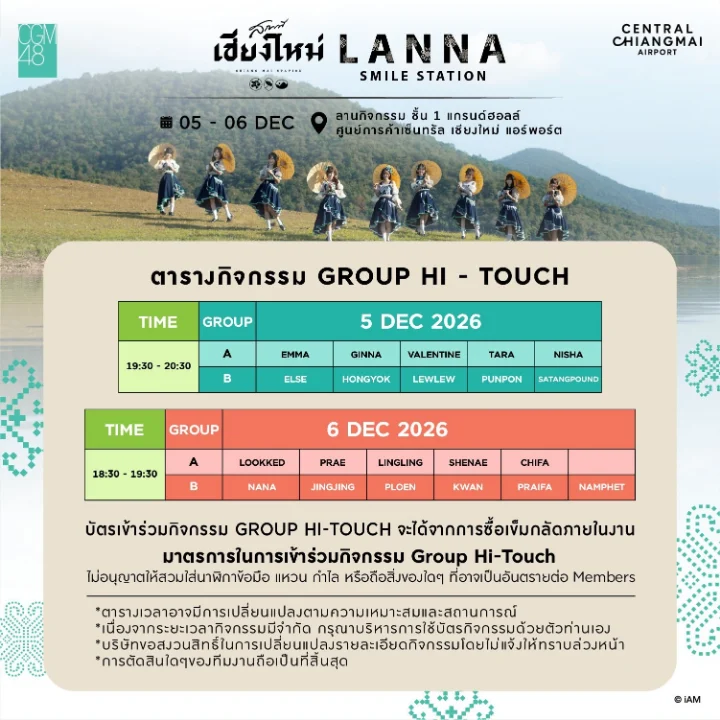 CGM
48
สถานี
เชียงใหม่ LANNA
CHIANG MAI STATION
SMILE STATION
CENTRAL
CHIANGMAI
AIRPORT
05 - 06 DEC
ลานกิจกรรม ชั้น 1 แกรนด์ฮอลล์
ศูนย์การค้าเซ็นทรัล เชียงใหม่ แอร์พอร์ต
ตารางกิจกรรม GROUP HI - TOUCH
TIME GROUP 5 DEC 2026
19:30 - 20:30
A EMMA GINNA VALENTINE TARA NISHA
B ELSE HONGYOK LEWLEW PUNPON SATANGPOUND
TIME GROUP 6 DEC 2026
18:30 - 19:30
A LOOKKED PRAE LINGLING SHENAE CHIFA
B NANA JINGJING PLOEN KWAN PRAIFA NAMPHET
บัตรเข้าร่วมกิจกรรม GROUP HI-TOUCH จะได้จากการซื้อเข็มกลัดภายในงาน
มาตรการในการเข้าร่วมกิจกรรม Group Hi-Touch
ไม่อนุญาตให้สวมใส่นาฬิกาข้อมือ แหวน กำไล หรือถือสิ่งของใดๆ ที่อาจเป็นอันตรายต่อ Members
*ตารางเวลาอาจมีการเปลี่ยนแปลงตามความเหมาะสมและสถานการณ์
*เนื่องจากระยะเวลากิจกรรมมีจำกัด กรุณาบริหารการใช้บัตรกิจกรรมด้วยตัวท่านเอง
*บริษัทขอสงวนสิทธิ์ในการเปลี่ยนแปลงรายละเอียดกิจกรรมโดยไม่แจ้งให้ทราบล่วงหน้า
*การตัดสินใดๆของทีมงานถือเป็นที่สิ้นสุด
© iAM